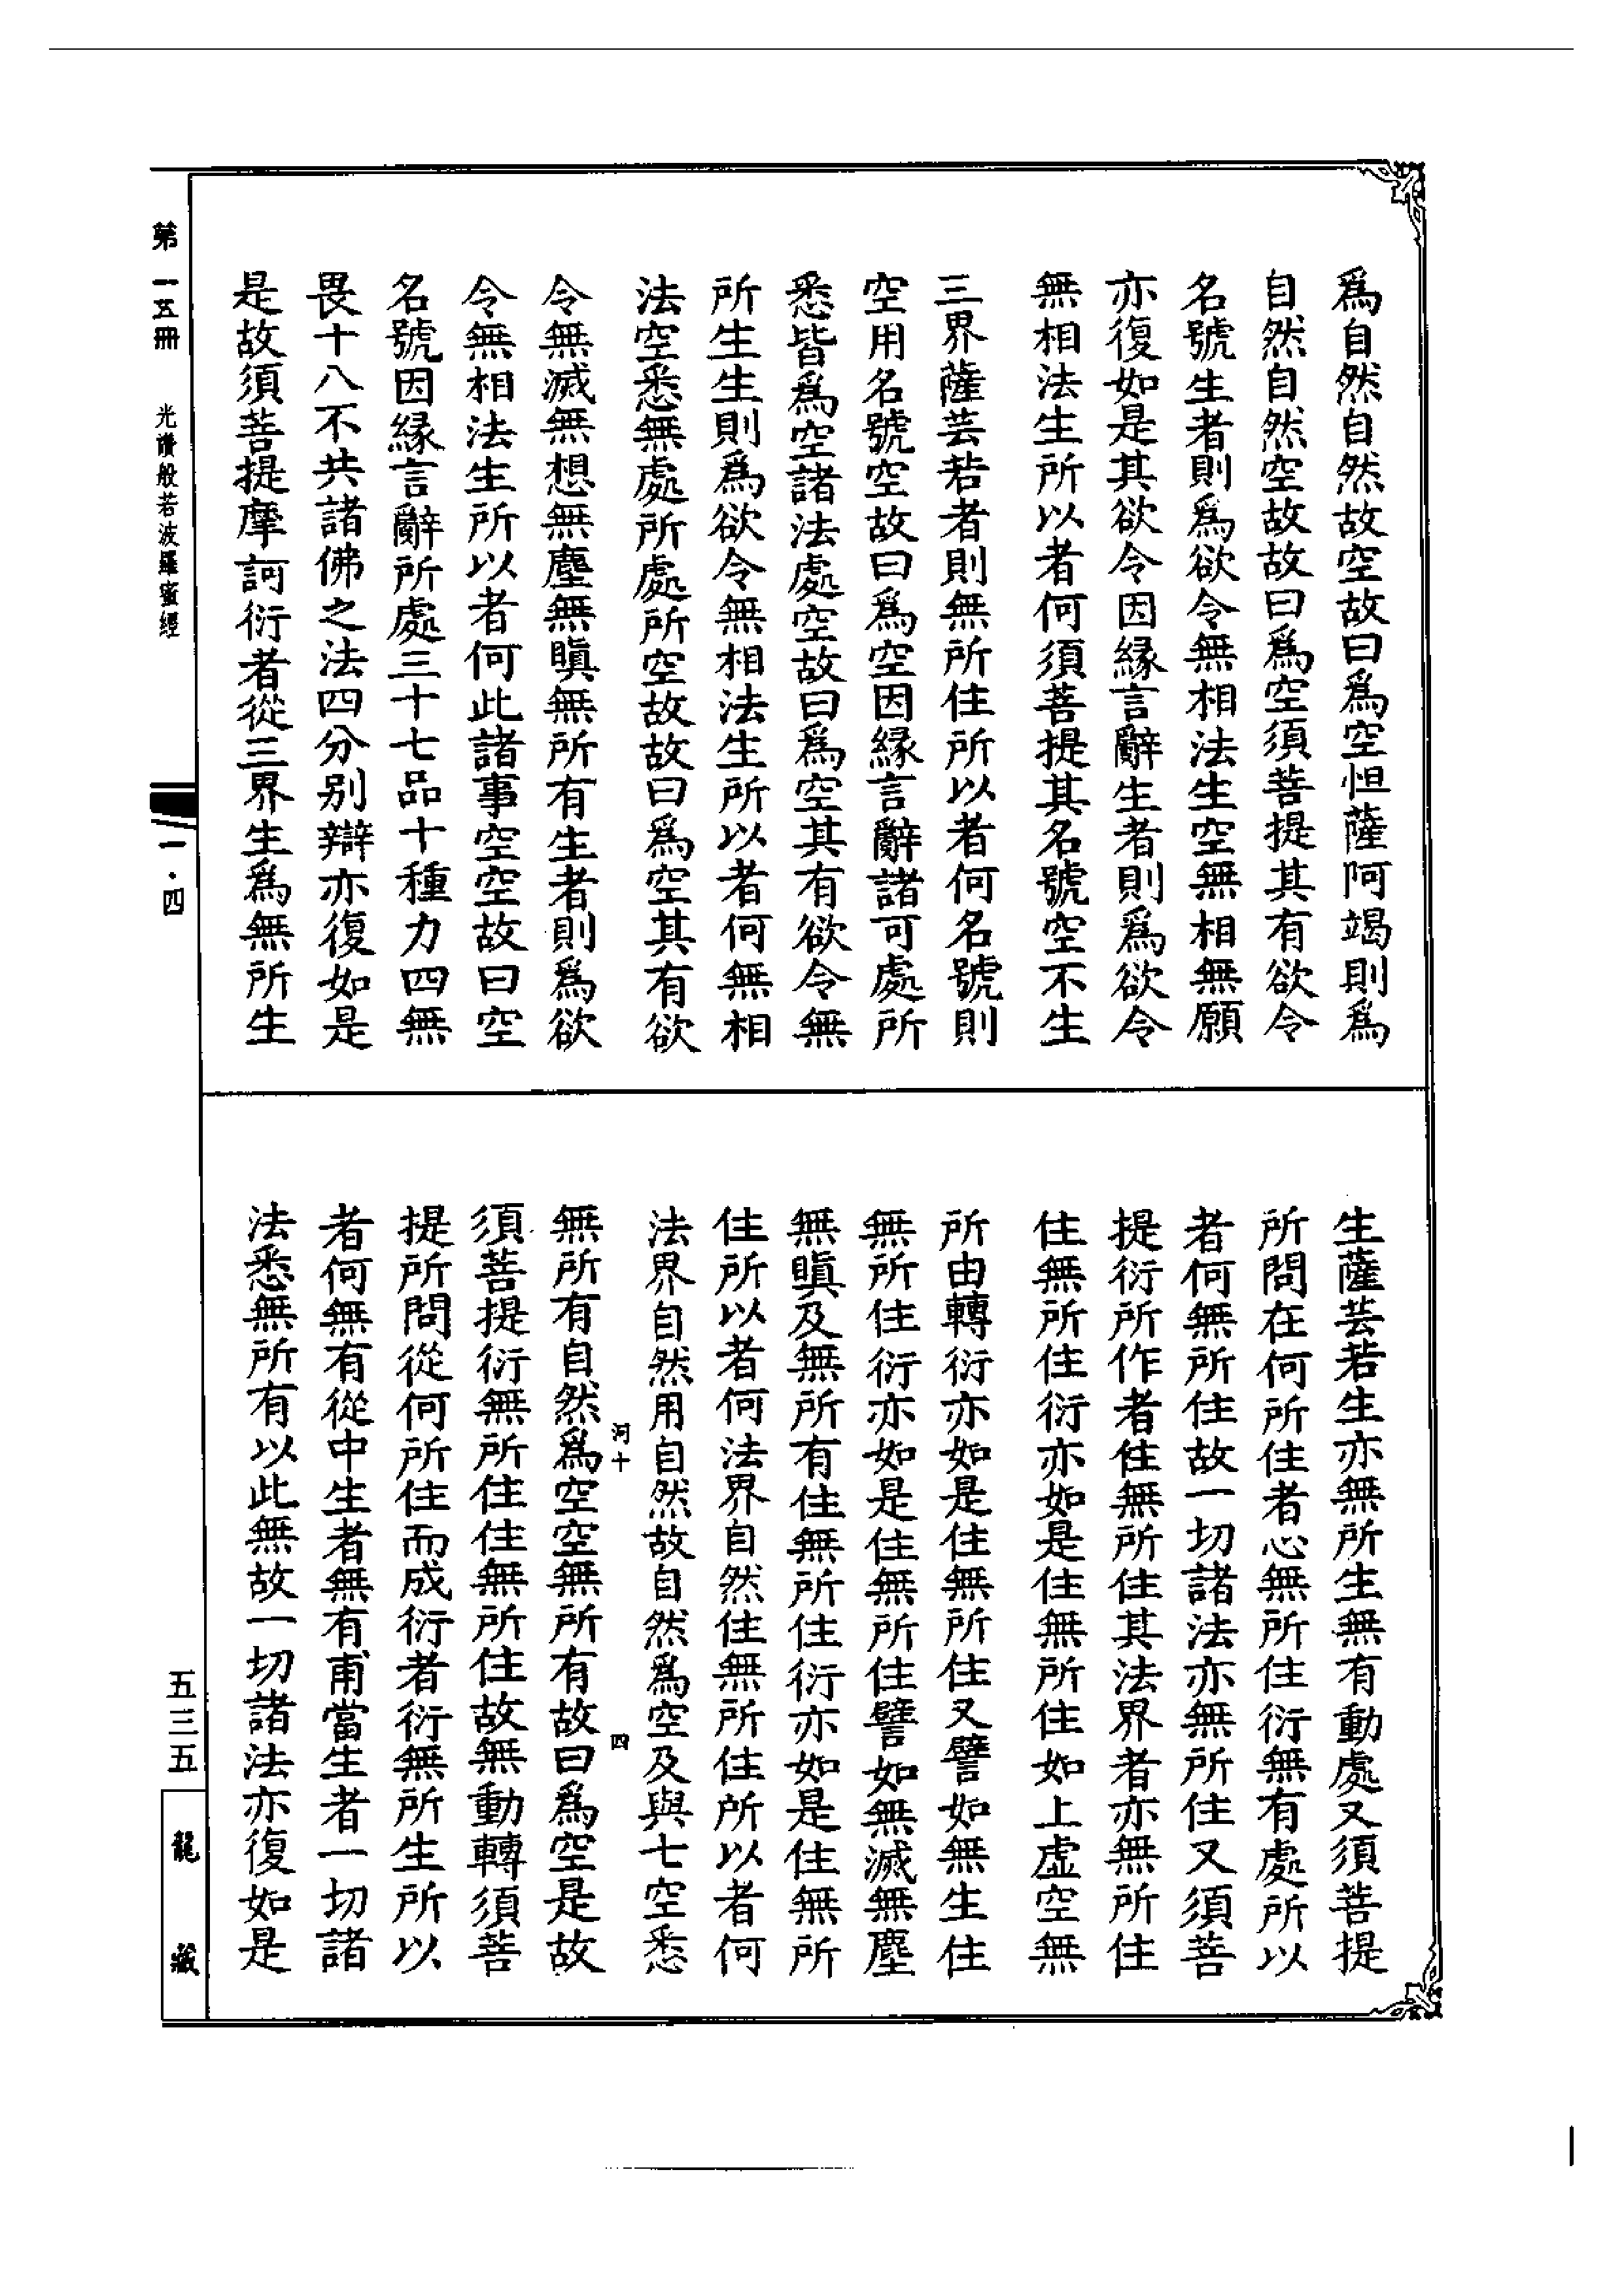 爲自然自然故空故曰爲空怛薩阿竭則爲
自然自然空故故曰爲空須菩提其有欲令
名號生者則爲欲令無相法生空無相無願
亦復如是其欲令因緣言辭生者則爲欲令
無相法生所以者何須菩提其名號空不生
三界薩芸若者則無所住所以者何名號則
空用名號空故曰爲空因緣言辭諸可處所
悉皆爲空諸法處空故曰爲空其有欲令無
所生生則爲欲令無相法生所以者何無相
法空悉無處所處所空故故曰爲空其有欲
令無滅無想無塵無瞋無所有生者則爲欲
令無相法生所以者何此諸事空空故曰空
名號因緣言辭所處三十七品十種力四無
畏十八不共諸佛之法四分别辯亦復如是
是故須菩提摩訶衍者從三界生爲無所生
生薩芸若生亦無所生無有動處又須菩提
所問在何所住者心無所住衍無有處所以
者何無所住故一切諸法亦無所住又須菩
提衍所作者住無所住其法界者亦無所住
住無所住衍亦如是住無所住如上虛空無
所由轉衍亦如是住無所住又譬如無生住
無所住衍亦如是住無所住譬如無滅無塵
無瞋及無所有住無所住衍亦如是住無所
住所以者何法界自然住無所住所以者何
法界自然用自然故自然爲空及與七空悉
河十 四
無所有自然爲空空無所有故曰爲空是故
須菩提衍無所住住無所住故無動轉須菩
提所問從何所住而成衍者衍無所生所以
者何無有從中生者無有甫當生者一切諸
法悉無所有以此無故一切諸法亦復如是
第一五冊 光讃般若波羅蜜經 一·四
五三五
龍藏